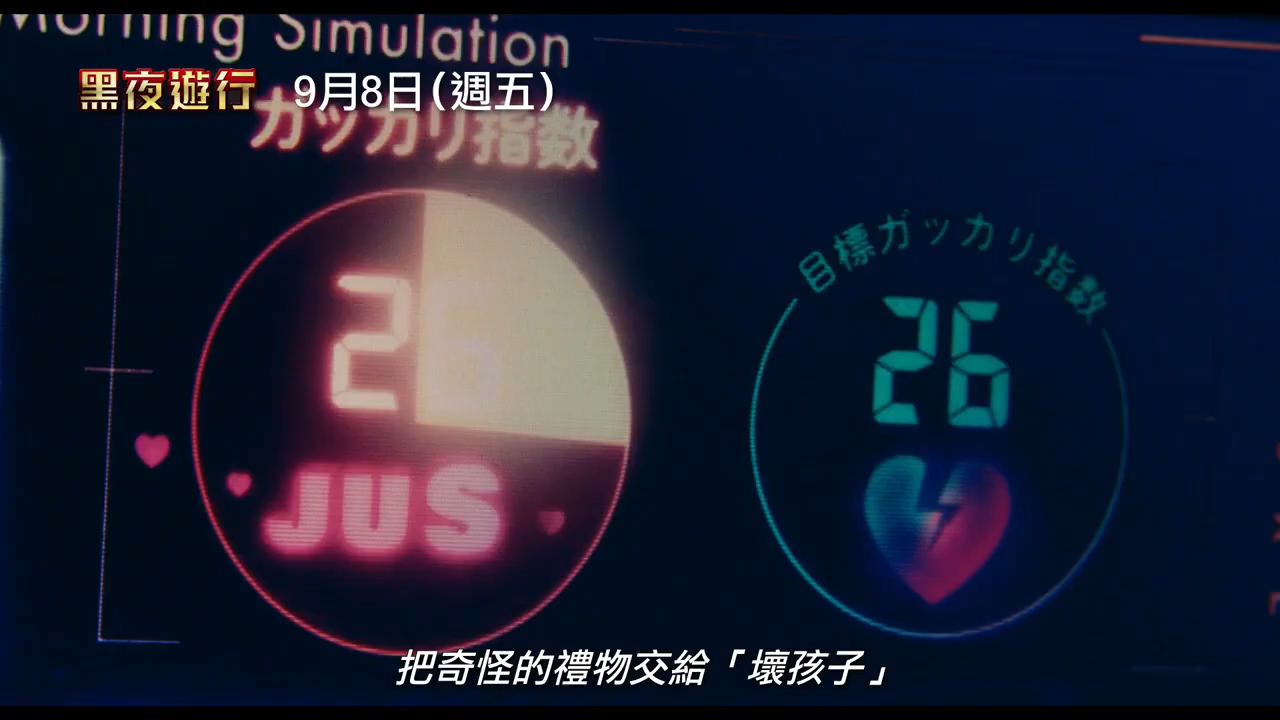 Morning Simulation
黑夜遊行 9月8日(週五)
ガッカリ指数
26
JUS
目標ガッカリ指数
26
把奇怪的禮物交給「壞孩子」